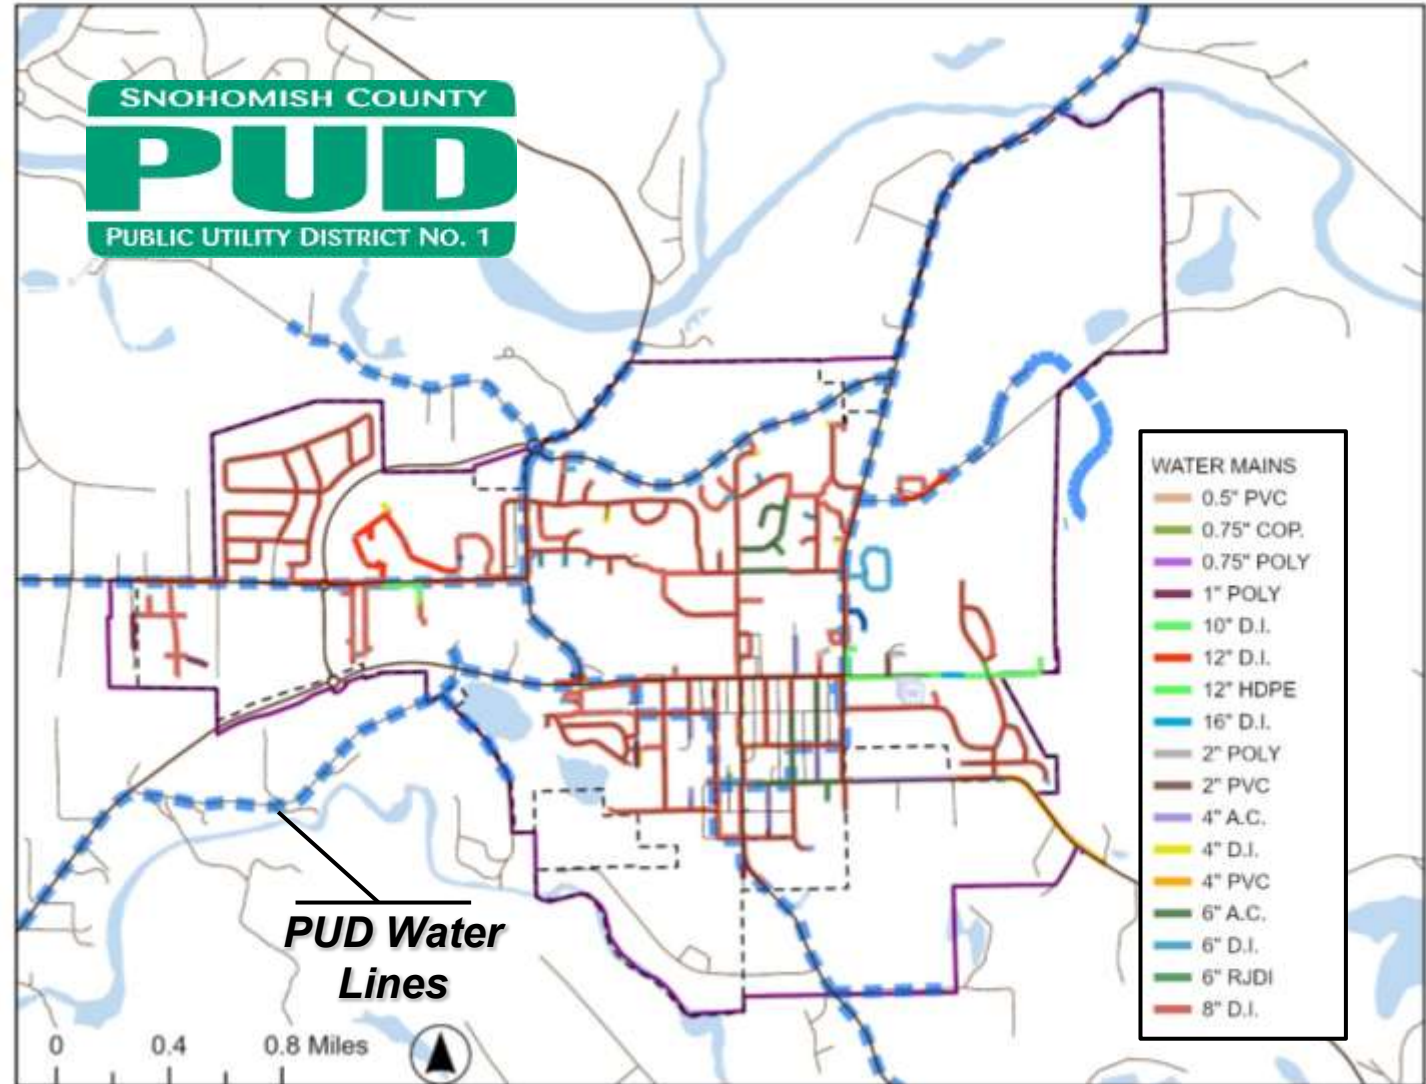 SNOHOMISH COUNTY
PUD
PUBLIC UTILITY DISTRICT NO. 1
WATER MAINS
0.5" PVC
0.75" COP.
0.75" POLY
1" POLY
10" D.I.
12" D.I.
12" HDPE
16" D.I.
2" POLY
2" PVC
4" A.C.
4" D.I.
4" PVC
6" A.C.
6" D.I.
6" RJDI
8" D.I.
PUD Water
Lines
0 0.4 0.8 Miles